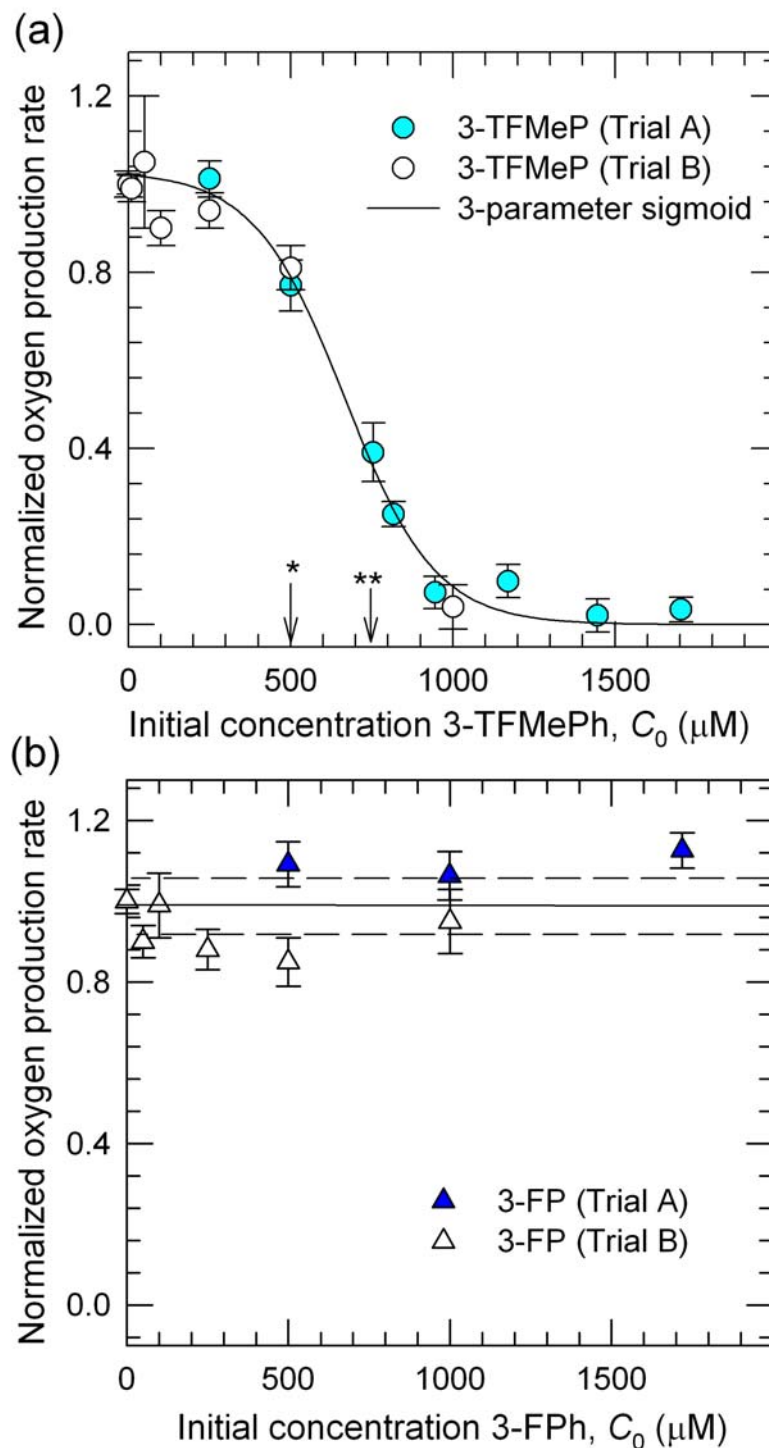 (a)
Normalized oxygen production rate
1.2
0.8
0.4
0.0
3-TFMeP (Trial A)
3-TFMeP (Trial B)
3-parameter sigmoid
*
**
0 500 1000 1500
Initial concentration 3-TFMePh, C₀ (μM)
(b)
Normalized oxygen production rate
1.2
0.8
0.4
0.0
3-FP (Trial A)
3-FP (Trial B)
0 500 1000 1500
Initial concentration 3-FPh, C₀ (μM)